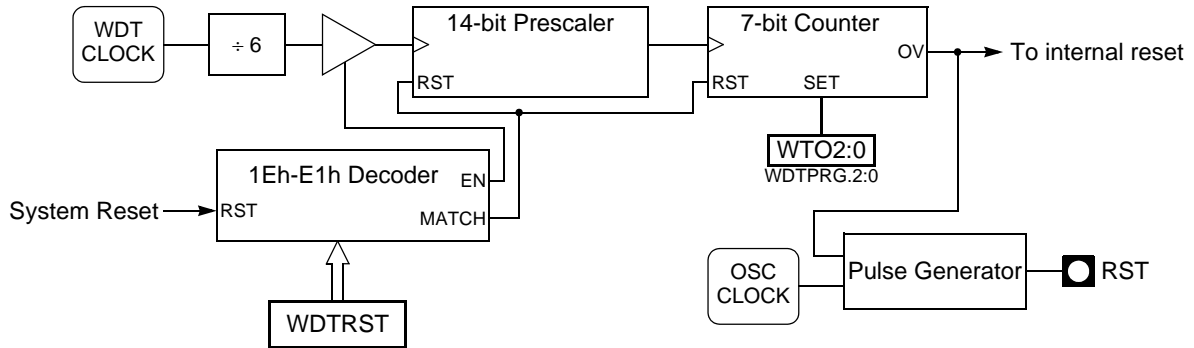 WDT
CLOCK
÷ 6
14-bit Prescaler
RST
7-bit Counter
OV
RST
SET
To internal reset
WTO2:0
WDTPRG.2:0
1Eh-E1h Decoder
EN
RST
MATCH
System Reset
WDTRST
OSC
CLOCK
Pulse Generator
RST